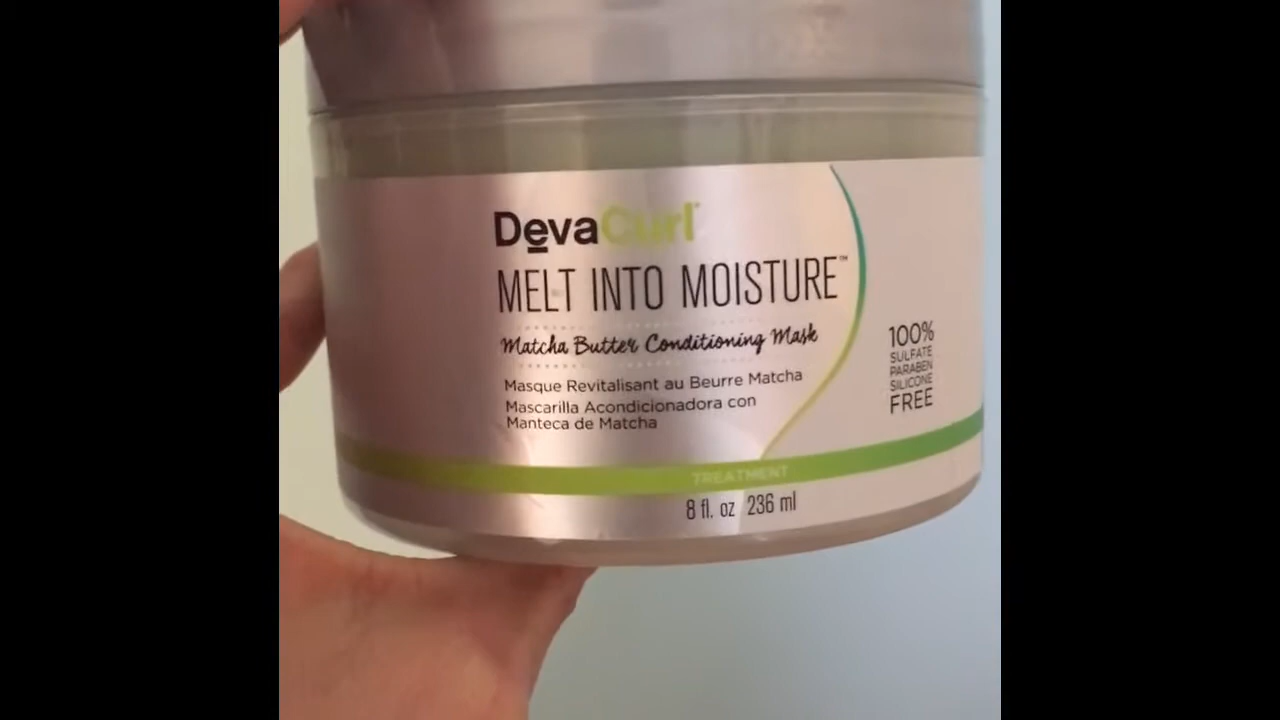 DevaCurl
MELT INTO MOISTURE™
Matcha Butter Conditioning Mask
Masque Revitalisant au Beurre Matcha
Mascarilla Acondicionadora con
Manteca de Matcha
100%
SULFATE
PARABEN
SILICONE
FREE
TREATMENT
8 fl. oz 236 ml